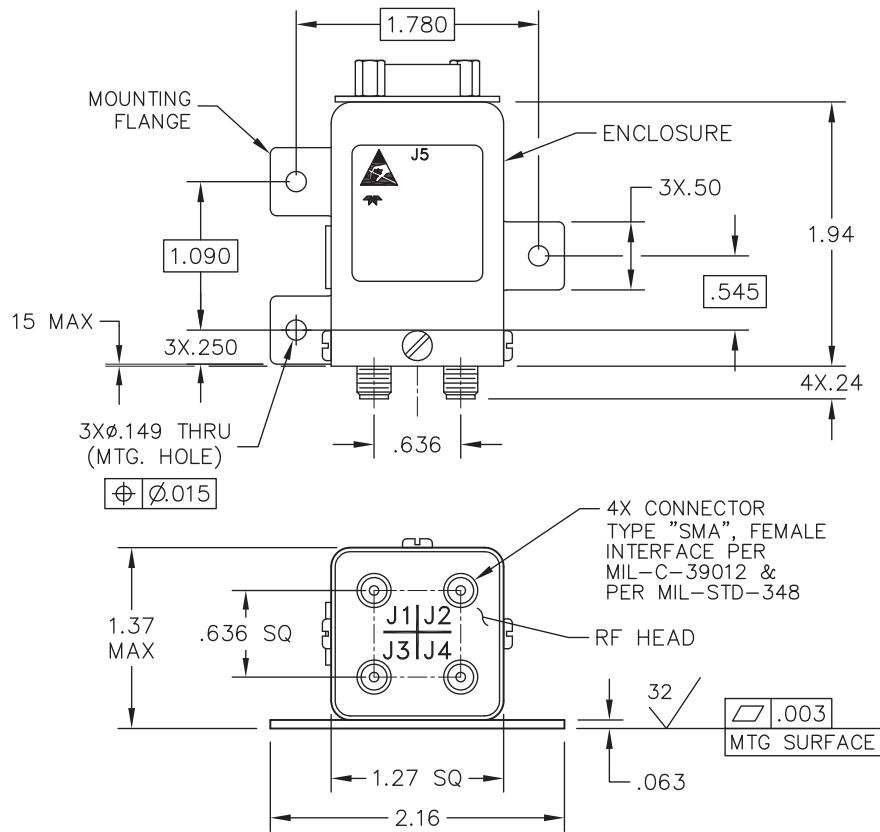 1.780
MOUNTING
FLANGE
J5
ENCLOSURE
3X.50
1.94
1.090
.545
15 MAX
3X.250
4X.24
3XØ.149 THRU
(MTG. HOLE)
.636
⌖ Ø.015
4X CONNECTOR
TYPE "SMA", FEMALE
INTERFACE PER
MIL-C-39012 &
PER MIL-STD-348
1.37
MAX
.636 SQ
J1 J2
J3 J4
RF HEAD
32
⏥ .003
MTG SURFACE
1.27 SQ
.063
2.16